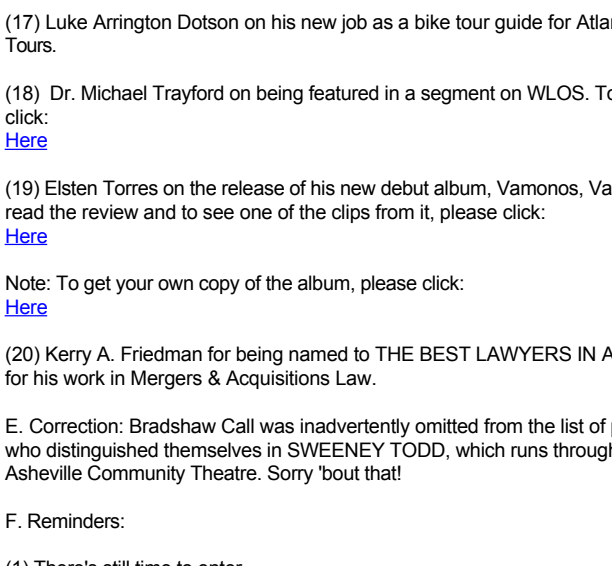 (17) Luke Arrington Dotson on his new job as a bike tour guide for
Tours.
(18) Dr. Michael Trayford on being featured in a segment on WLOS.
click:
Here
(19) Elsten Torres on the release of his new debut album, Vamonos,
read the review and to see one of the clips from it, please click:
Here
Note: To get your own copy of the album, please click:
Here
(20) Kerry A. Friedman for being named to THE BEST LAWYERS IN
for his work in Mergers & Acquisitions Law.
E. Correction: Bradshaw Call was inadvertently omitted from the list of
who distinguished themselves in SWEENEY TODD, which runs through
Asheville Community Theatre. Sorry 'bout that!
F. Reminders:
(1) There's still time to enter